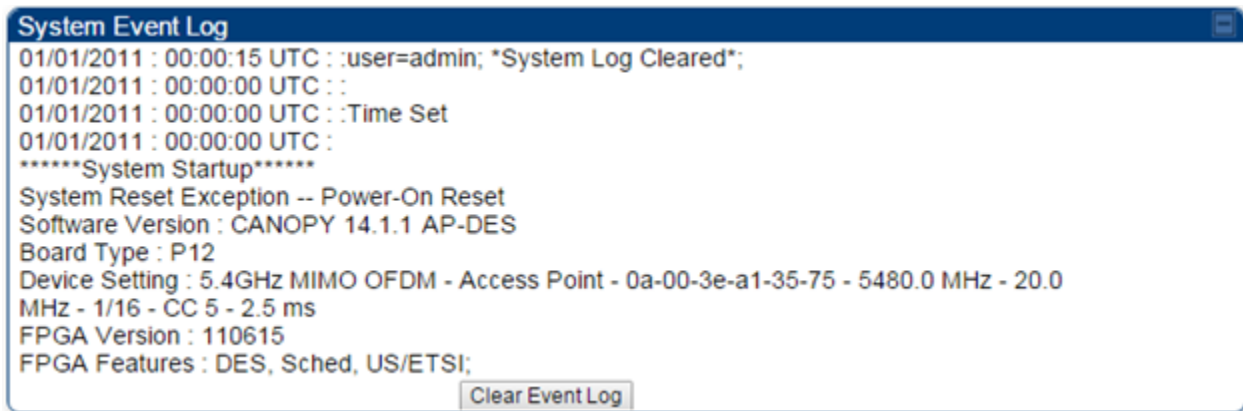 System Event Log
01/01/2011 : 00:00:15 UTC : :user=admin; *System Log Cleared*;
01/01/2011 : 00:00:00 UTC : :
01/01/2011 : 00:00:00 UTC : :Time Set
01/01/2011 : 00:00:00 UTC :
******System Startup******
System Reset Exception -- Power-On Reset
Software Version : CANOPY 14.1.1 AP-DES
Board Type : P12
Device Setting : 5.4GHz MIMO OFDM - Access Point - 0a-00-3e-a1-35-75 - 5480.0 MHz - 20.0
MHz - 1/16 - CC 5 - 2.5 ms
FPGA Version : 110615
FPGA Features : DES, Sched, US/ETSI;
Clear Event Log